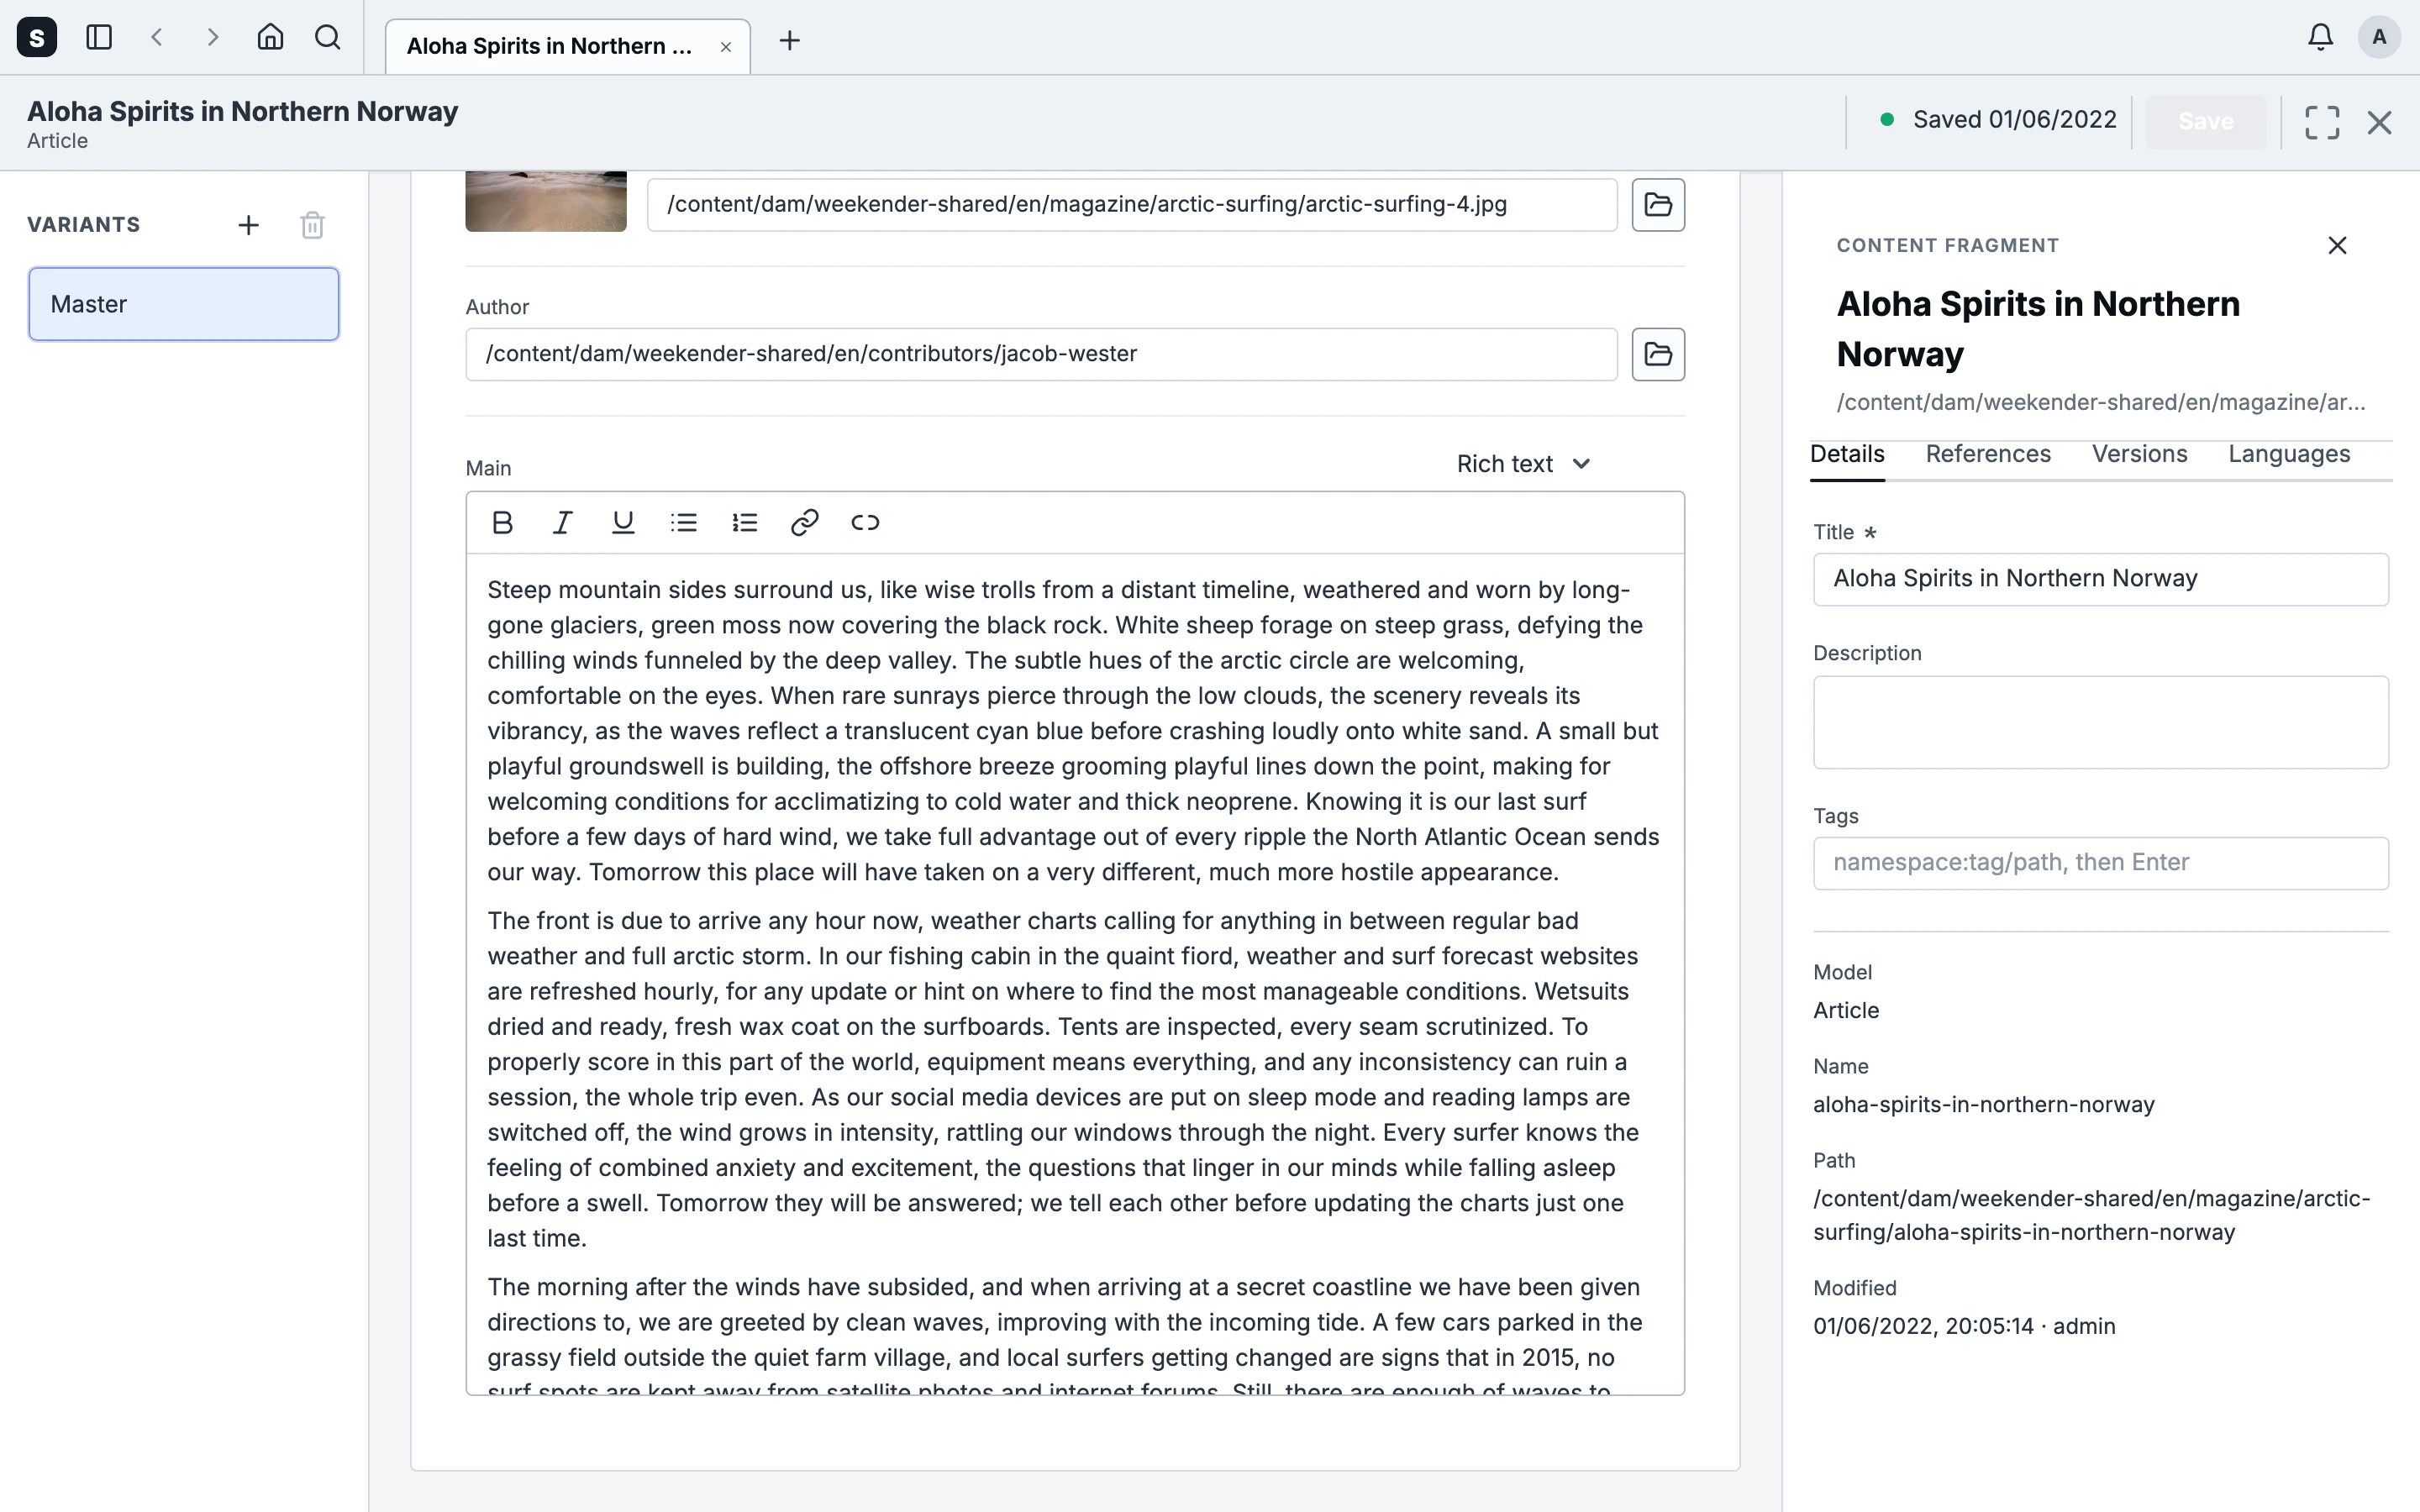 S
Aloha Spirits in Northern ...
A
Aloha Spirits in Northern Norway
Article
Saved 01/06/2022
Save
VARIANTS
Master
/content/dam/weekender-shared/en/magazine/arctic-surfing/arctic-surfing-4.jpg
Author
/content/dam/weekender-shared/en/contributors/jacob-wester
Main
Rich text
Steep mountain sides surround us, like wise trolls from a distant timeline, weathered and worn by long-
gone glaciers, green moss now covering the black rock. White sheep forage on steep grass, defying the
chilling winds funneled by the deep valley. The subtle hues of the arctic circle are welcoming,
comfortable on the eyes. When rare sunrays pierce through the low clouds, the scenery reveals its
vibrancy, as the waves reflect a translucent cyan blue before crashing loudly onto white sand. A small but
playful groundswell is building, the offshore breeze grooming playful lines down the point, making for
welcoming conditions for acclimatizing to cold water and thick neoprene. Knowing it is our last surf
before a few days of hard wind, we take full advantage out of every ripple the North Atlantic Ocean sends
our way. Tomorrow this place will have taken on a very different, much more hostile appearance.
The front is due to arrive any hour now, weather charts calling for anything in between regular bad
weather and full arctic storm. In our fishing cabin in the quaint fiord, weather and surf forecast websites
are refreshed hourly, for any update or hint on where to find the most manageable conditions. Wetsuits
dried and ready, fresh wax coat on the surfboards. Tents are inspected, every seam scrutinized. To
properly score in this part of the world, equipment means everything, and any inconsistency can ruin a
session, the whole trip even. As our social media devices are put on sleep mode and reading lamps are
switched off, the wind grows in intensity, rattling our windows through the night. Every surfer knows the
feeling of combined anxiety and excitement, the questions that linger in our minds while falling asleep
before a swell. Tomorrow they will be answered; we tell each other before updating the charts just one
last time.
The morning after the winds have subsided, and when arriving at a secret coastline we have been given
directions to, we are greeted by clean waves, improving with the incoming tide. A few cars parked in the
grassy field outside the quiet farm village, and local surfers getting changed are signs that in 2015, no
surf spots are kept away from satellite photos and internet forums. Still, there are enough of waves to
CONTENT FRAGMENT
Aloha Spirits in Northern
Norway
/content/dam/weekender-shared/en/magazine/ar...
Details References Versions Languages
Title *
Aloha Spirits in Northern Norway
Description
Tags
namespace:tag/path, then Enter
Model
Article
Name
aloha-spirits-in-northern-norway
Path
/content/dam/weekender-shared/en/magazine/arctic-
surfing/aloha-spirits-in-northern-norway
Modified
01/06/2022, 20:05:14 · admin